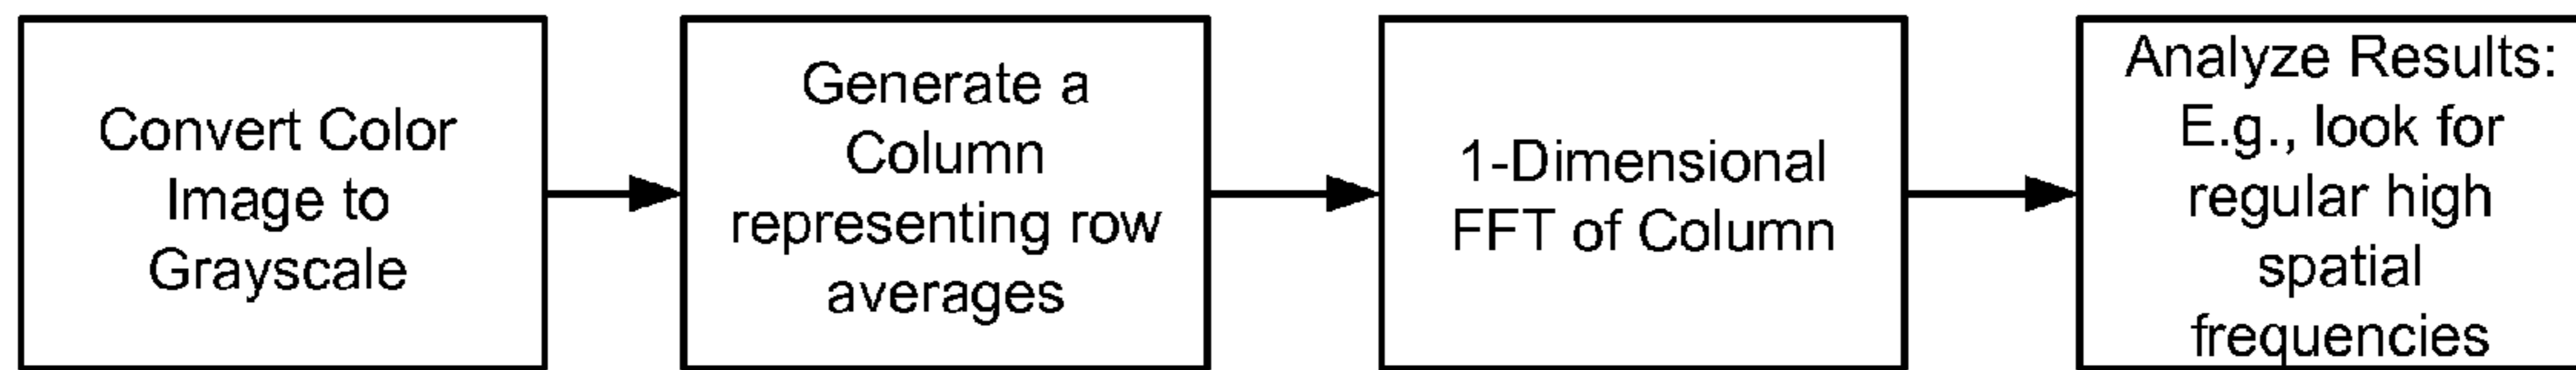 Convert Color
Image to
Grayscale
Generate a
Column
representing row
averages
1-Dimensional
FFT of Column
Analyze Results:
E.g., look for
regular high
spatial
frequencies